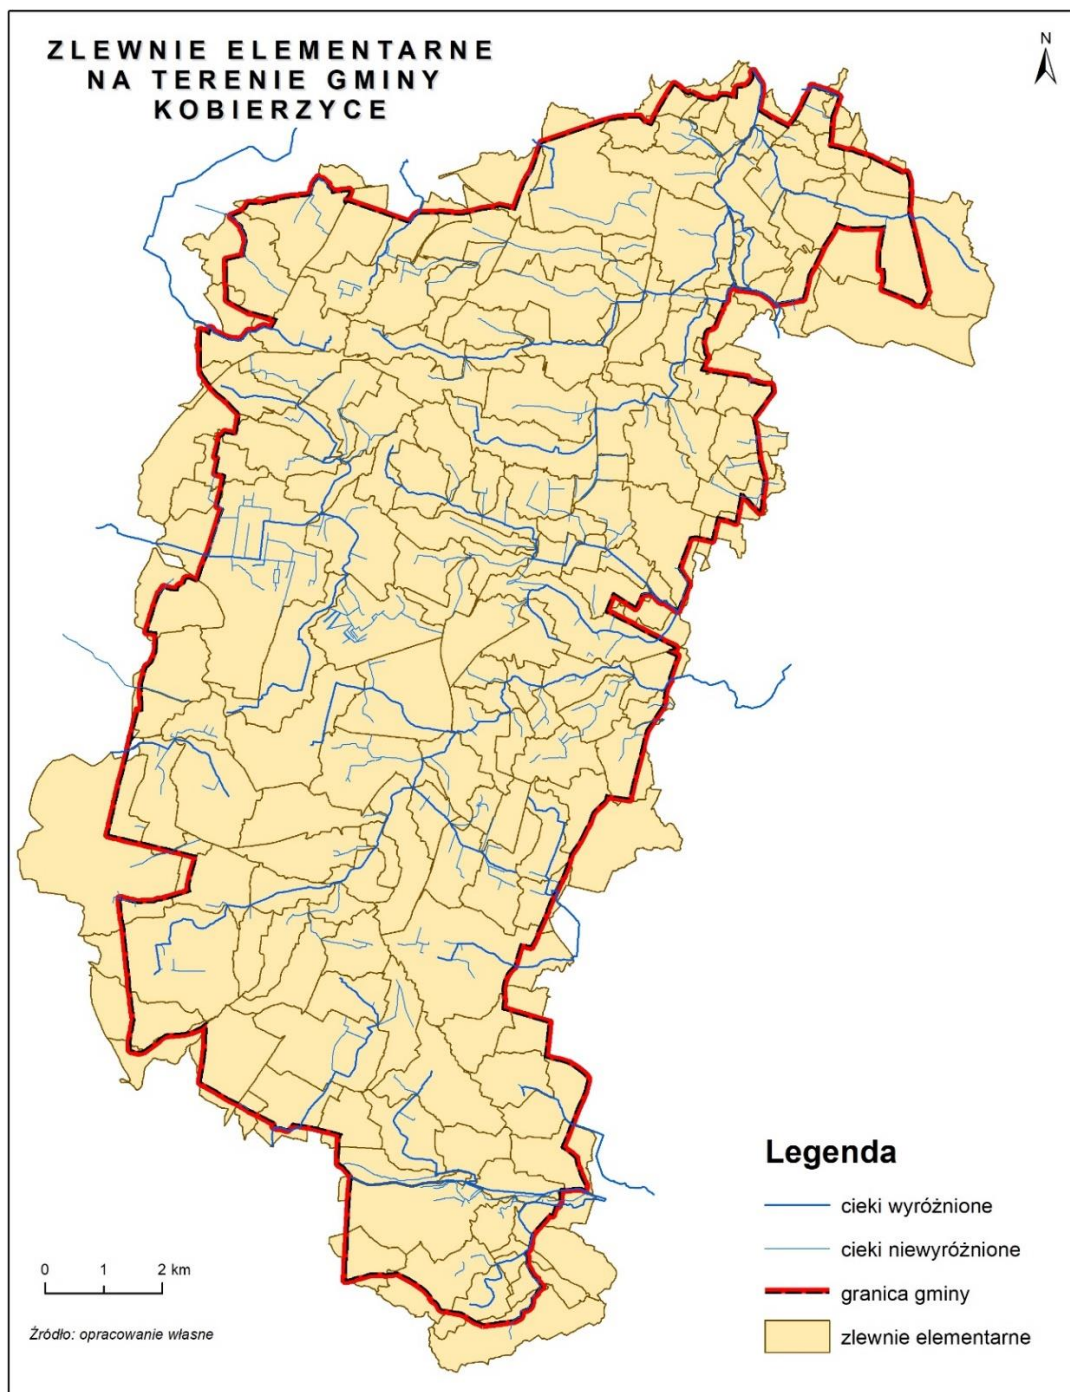 ZLEWNIE ELEMENTARNE
NA TERENIE GMINY
KOBIERZYCE
N
Legenda
cieki wyróżnione
cieki niewyróżnione
granica gminy
zlewnie elementarne
0 1 2 km
Źródło: opracowanie własne